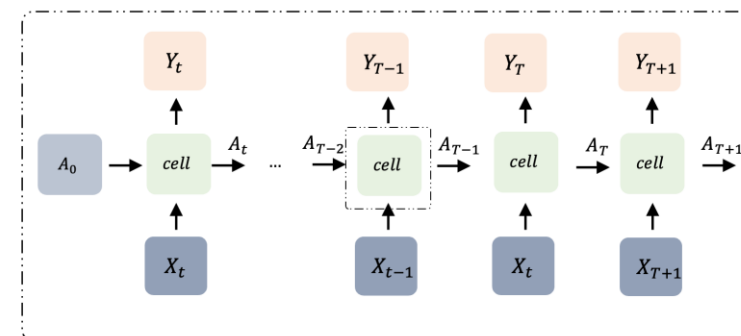 Y_t Y_{T-1} Y_T Y_{T+1}
A_0 cell A_t ... A_{T-2} cell A_{T-1} cell A_T cell A_{T+1}
X_t X_{t-1} X_t X_{T+1}